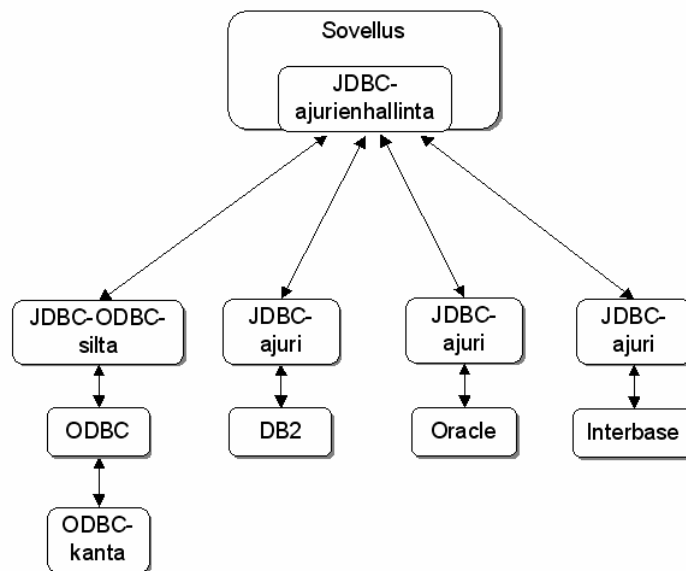 Sovellus
JDBC-
ajurienhallinta
JDBC-ODBC-
silta
JDBC-
ajuri
JDBC-
ajuri
JDBC-
ajuri
ODBC
DB2
Oracle
Interbase
ODBC-
kanta